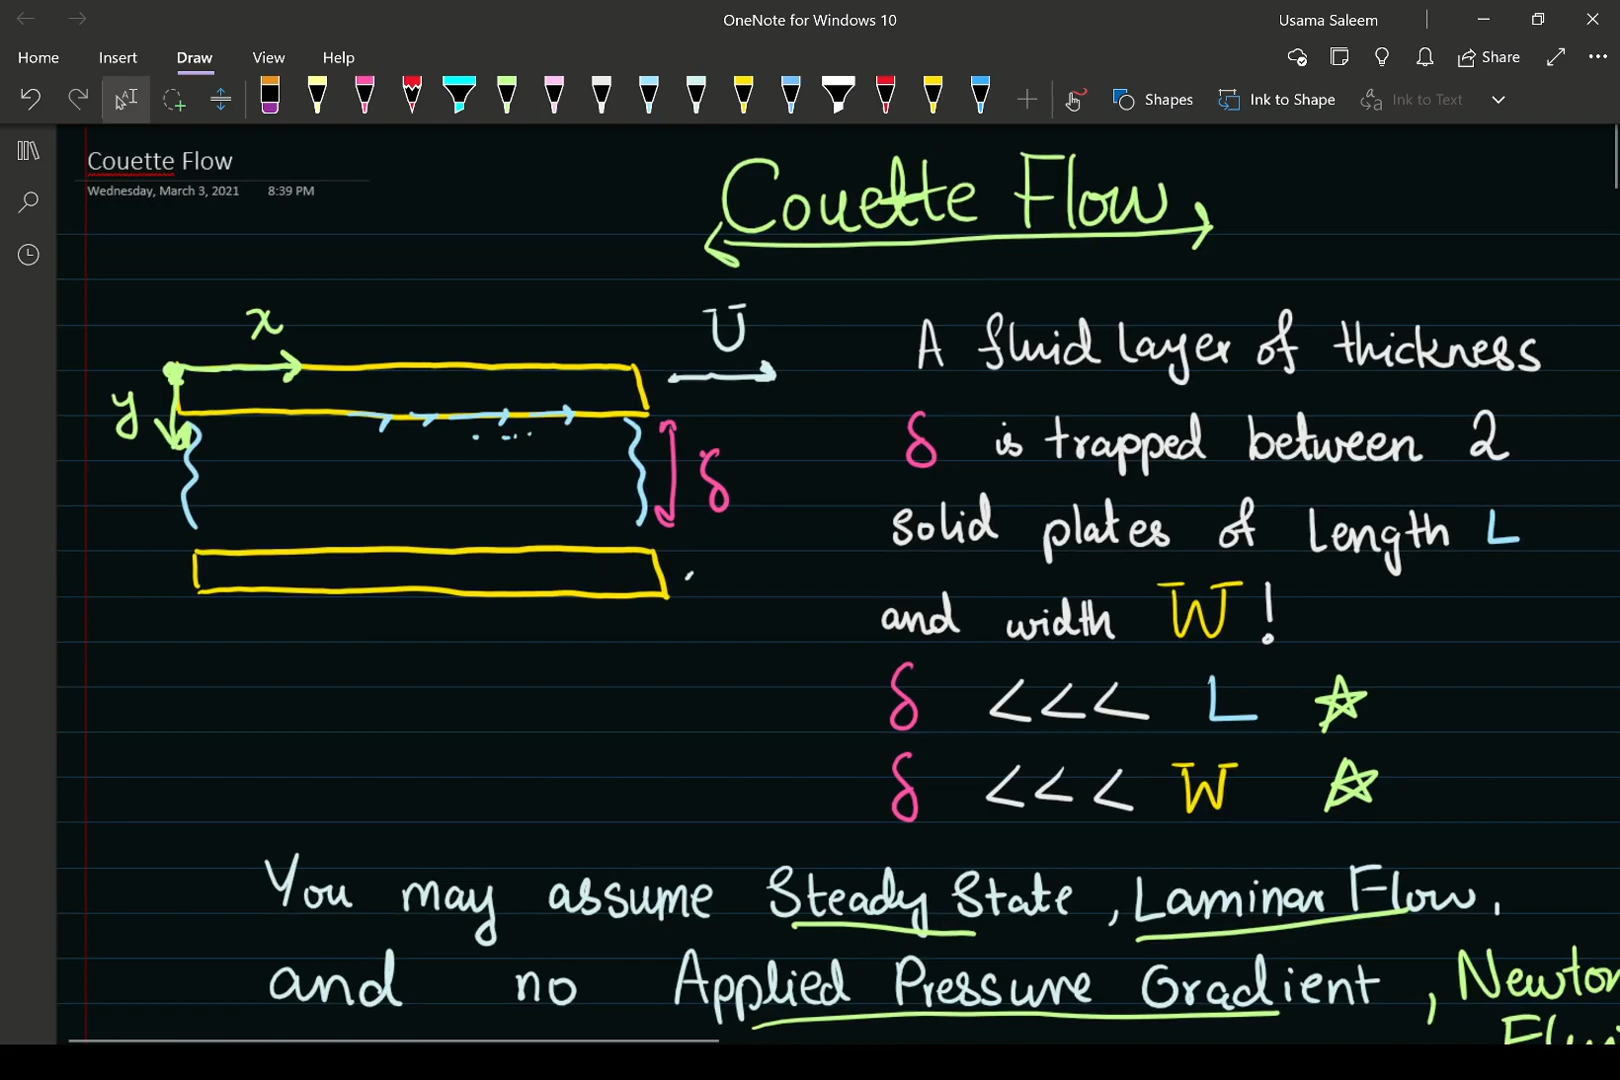 OneNote for Windows 10
Usama Saleem
Home Insert Draw View Help
Share
Shapes
Ink to Shape
Ink to Text
Couette Flow
Wednesday, March 3, 2021 8:39 PM
Couette Flow
x
y
U
δ
A fluid layer of thickness
δ is trapped between 2
solid plates of length L
and width W!
δ <<< L
δ <<< W
You may assume Steady State, Laminar Flow,
and no Applied Pressure Gradient, Newton